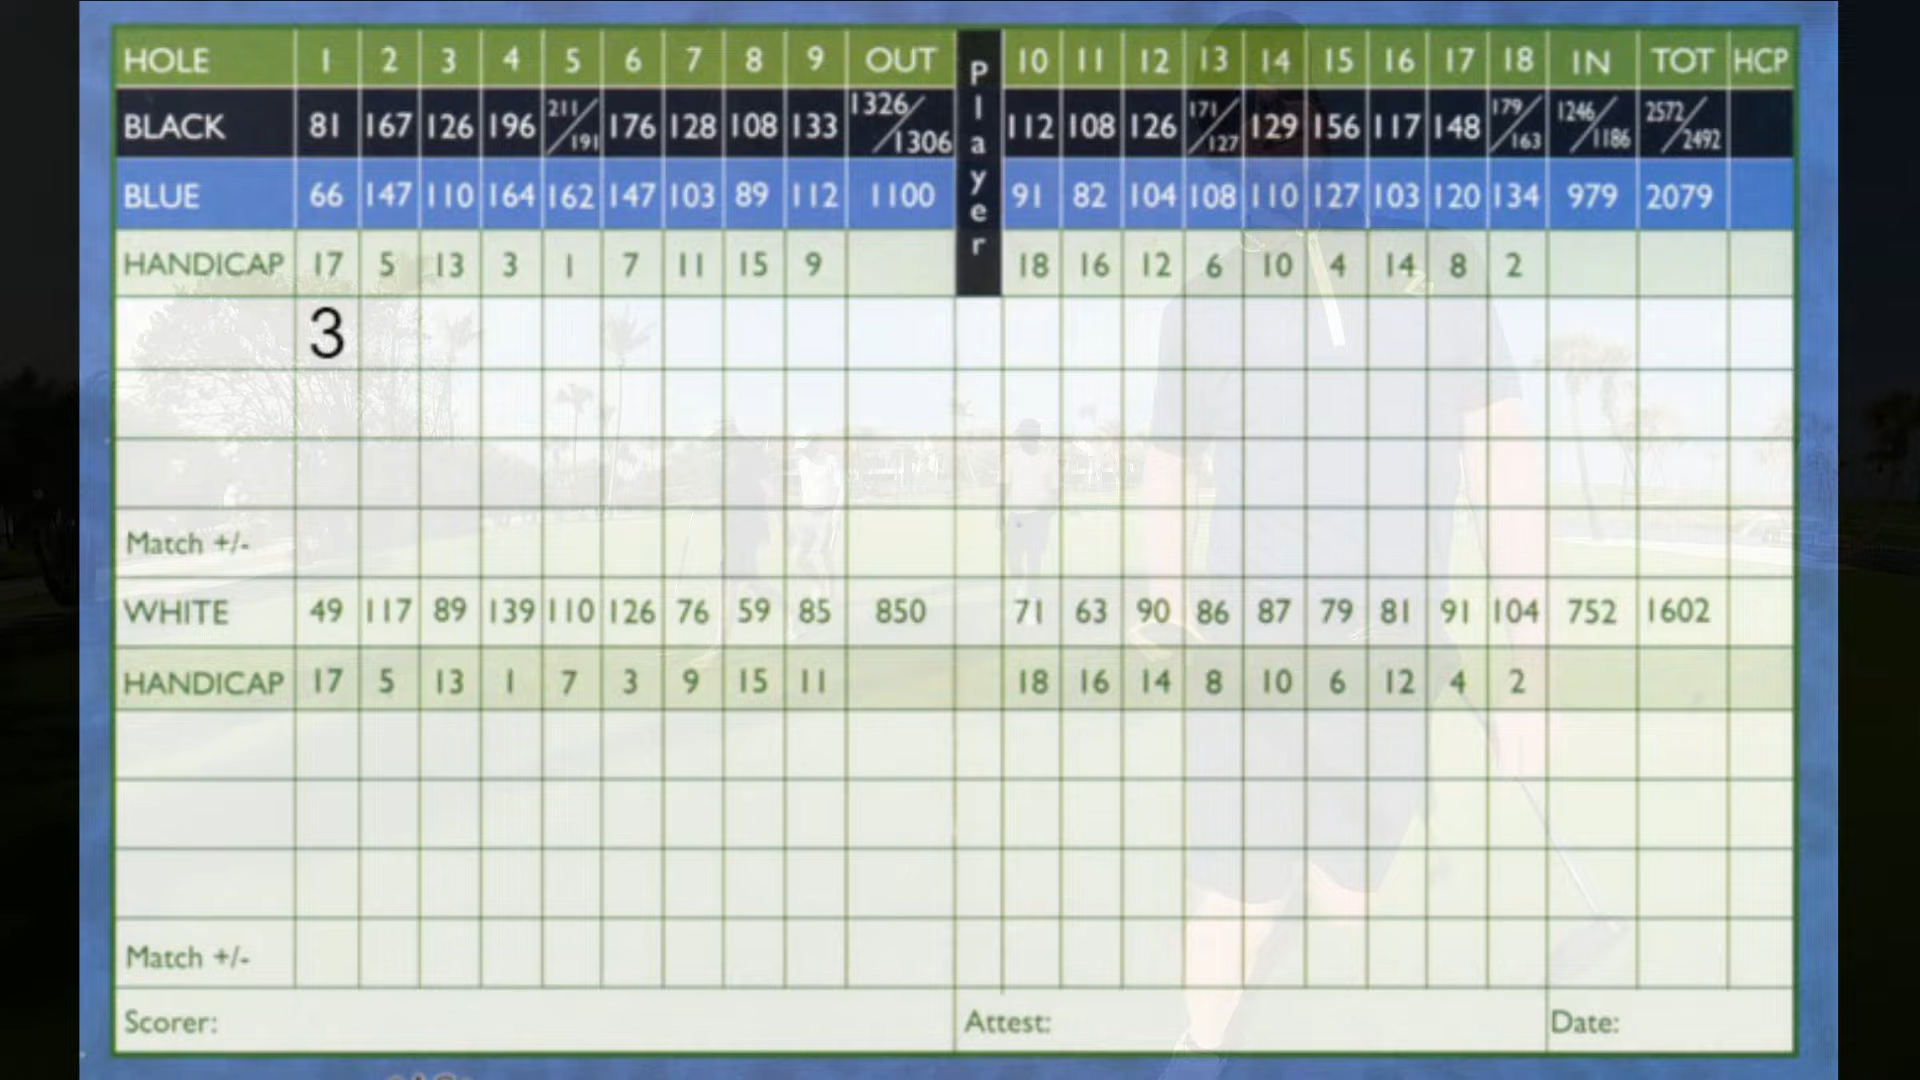 HOLE 1 2 3 4 5 6 7 8 9 OUT Player 10 11 12 13 14 15 16 17 18 IN TOT HCP
BLACK 81 167 126 196 211/191 176 128 108 133 1326/1306 112 108 126 171/127 129 156 117 148 179/163 1246/1186 2572/2492
BLUE 66 147 110 164 162 147 103 89 112 1100 91 82 104 108 110 127 103 120 134 979 2079
HANDICAP 17 5 13 3 1 7 11 15 9 18 16 12 6 10 4 14 8 2
3
Match +/-
WHITE 49 117 89 139 110 126 76 59 85 850 71 63 90 86 87 79 81 91 104 752 1602
HANDICAP 17 5 13 1 7 3 9 15 11 18 16 14 8 10 6 12 4 2
Match +/-
Scorer: Attest: Date: